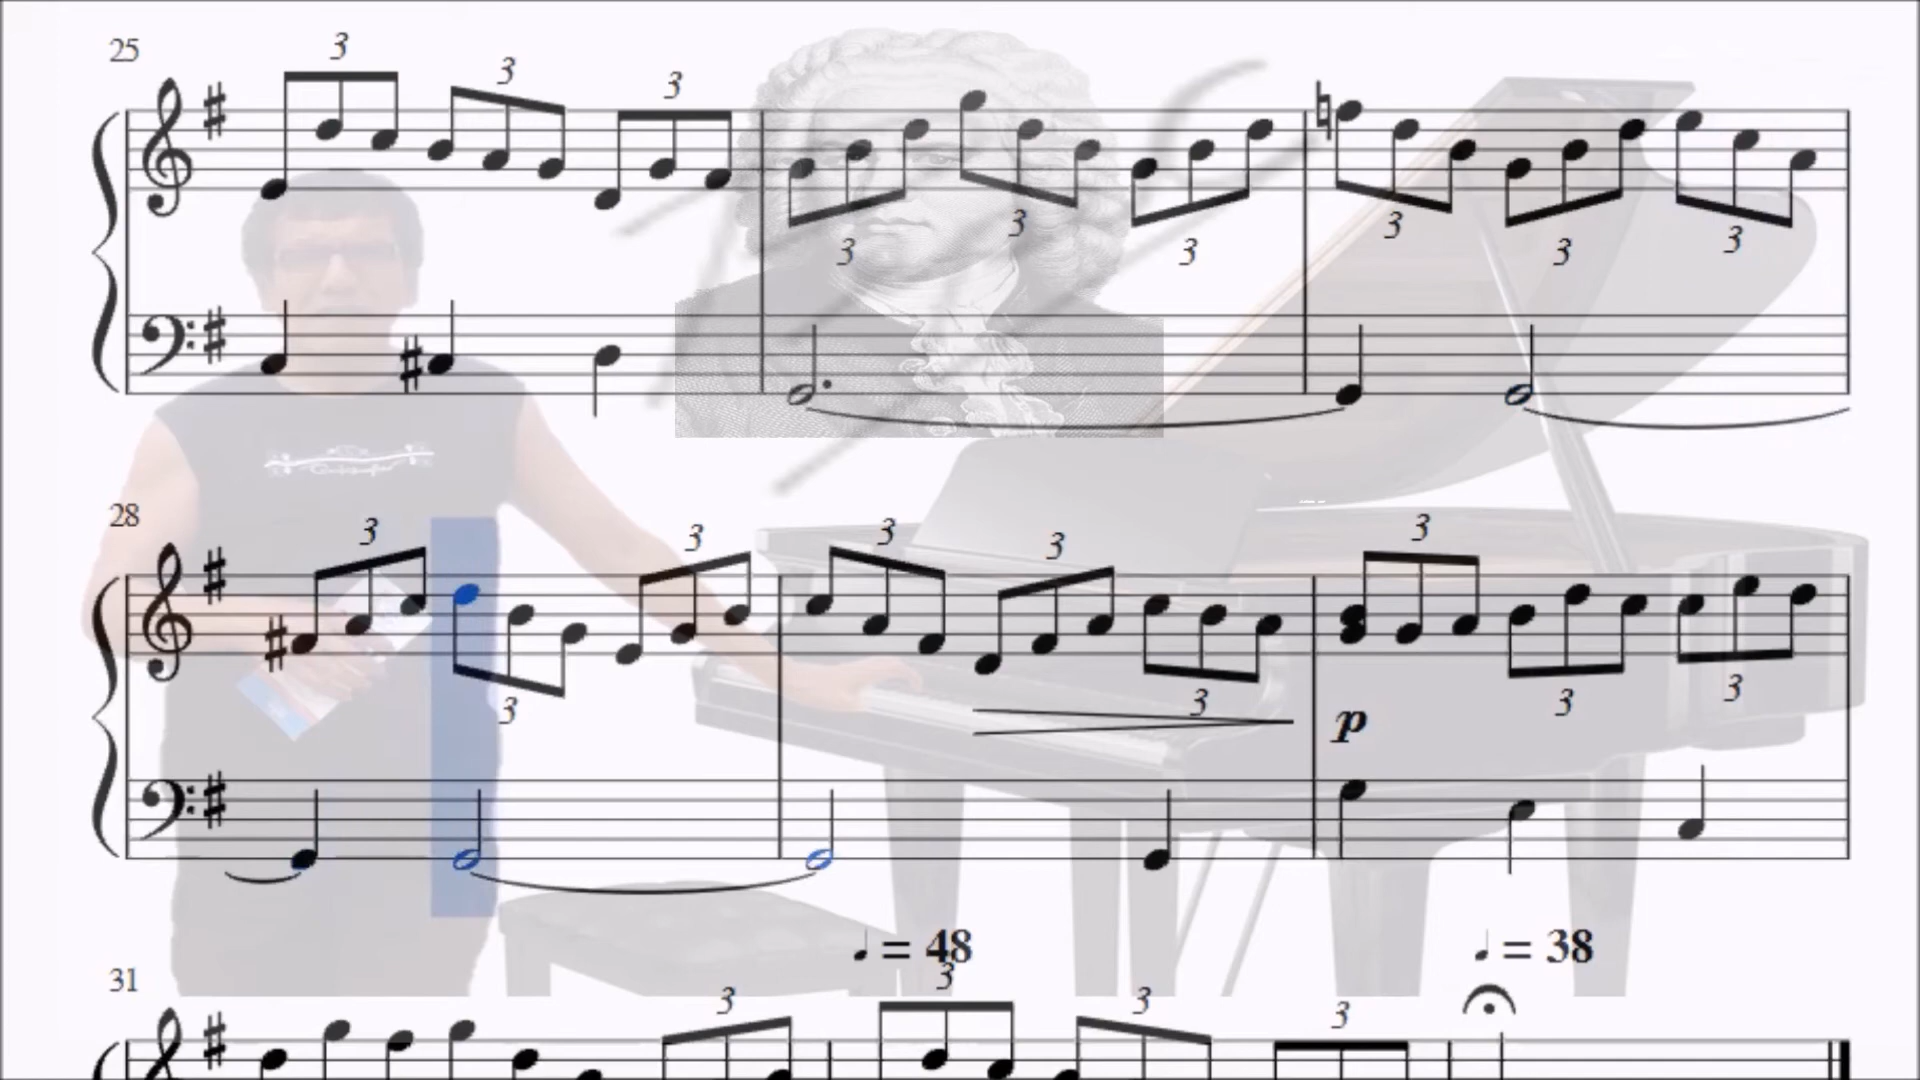 25
3 3 3
3 3 3 3 3 3
28
3 3 3 3 3
3 3 3 3
p
♩ = 48 ♩ = 38
31
3 3 3 3